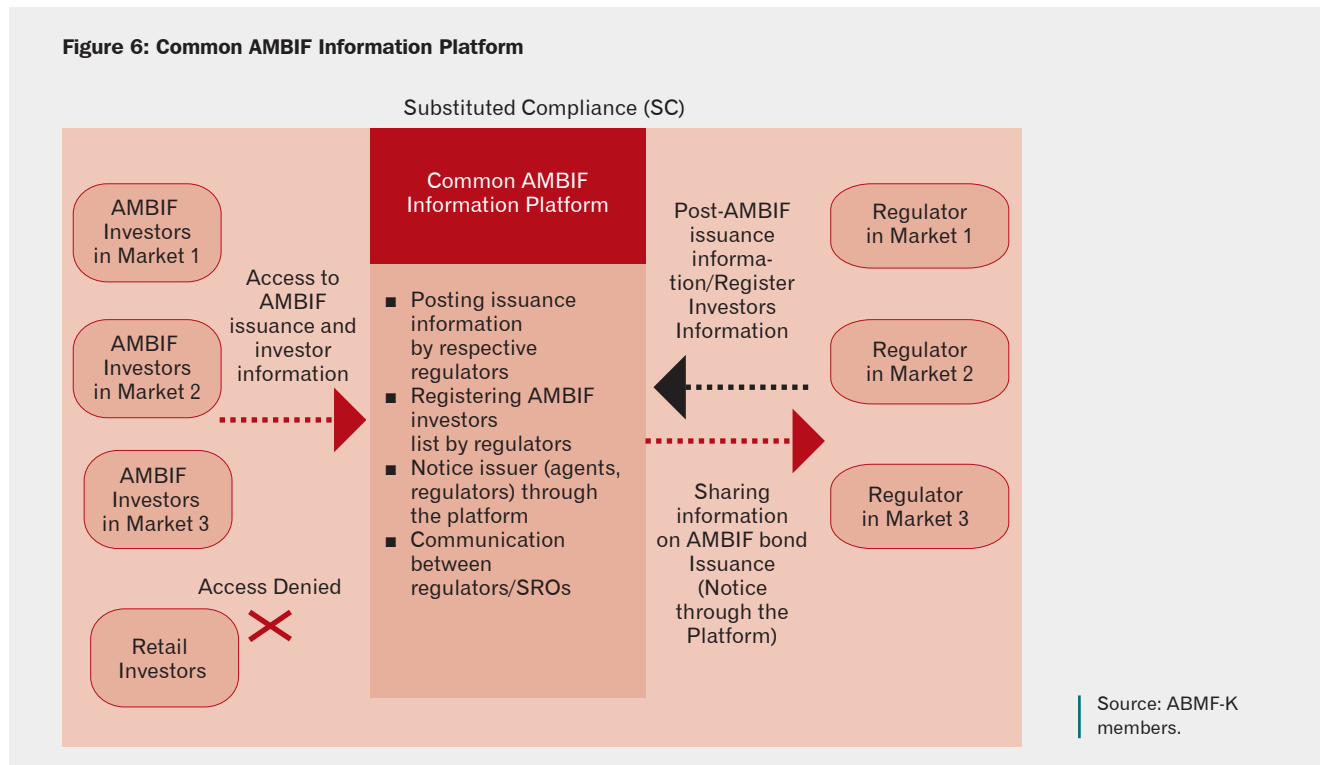 Figure 6: Common AMBIF Information Platform
Substituted Compliance (SC)
AMBIF
Investors
in Market 1
AMBIF
Investors
in Market 2
AMBIF
Investors
in Market 3
Access to
AMBIF
issuance and
investor
information
Access Denied
Retail
Investors
Common AMBIF
Information Platform
■ Posting issuance
information
by respective
regulators
■ Registering AMBIF
investors
list by regulators
■ Notice issuer (agents,
regulators) through
the platform
■ Communication
between
regulators/SROs
Post-AMBIF
issuance
informa-
tion/Register
Investors
Information
Sharing
information
on AMBIF bond
Issuance
(Notice
through the
Platform)
Regulator
in Market 1
Regulator
in Market 2
Regulator
in Market 3
Source: ABMF-K
members.